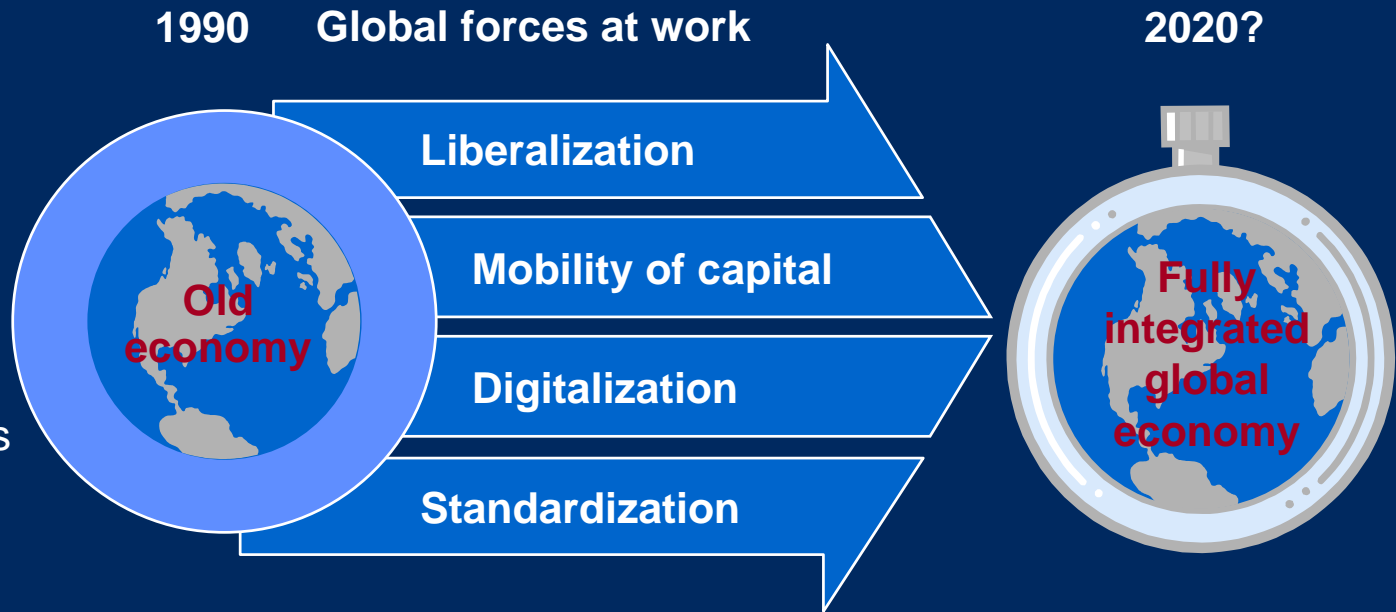 1990 Global forces at work 2020?
Liberalization
Mobility of capital
Digitalization
Standardization
Old
economy
s
Fully
integrated
global
economy